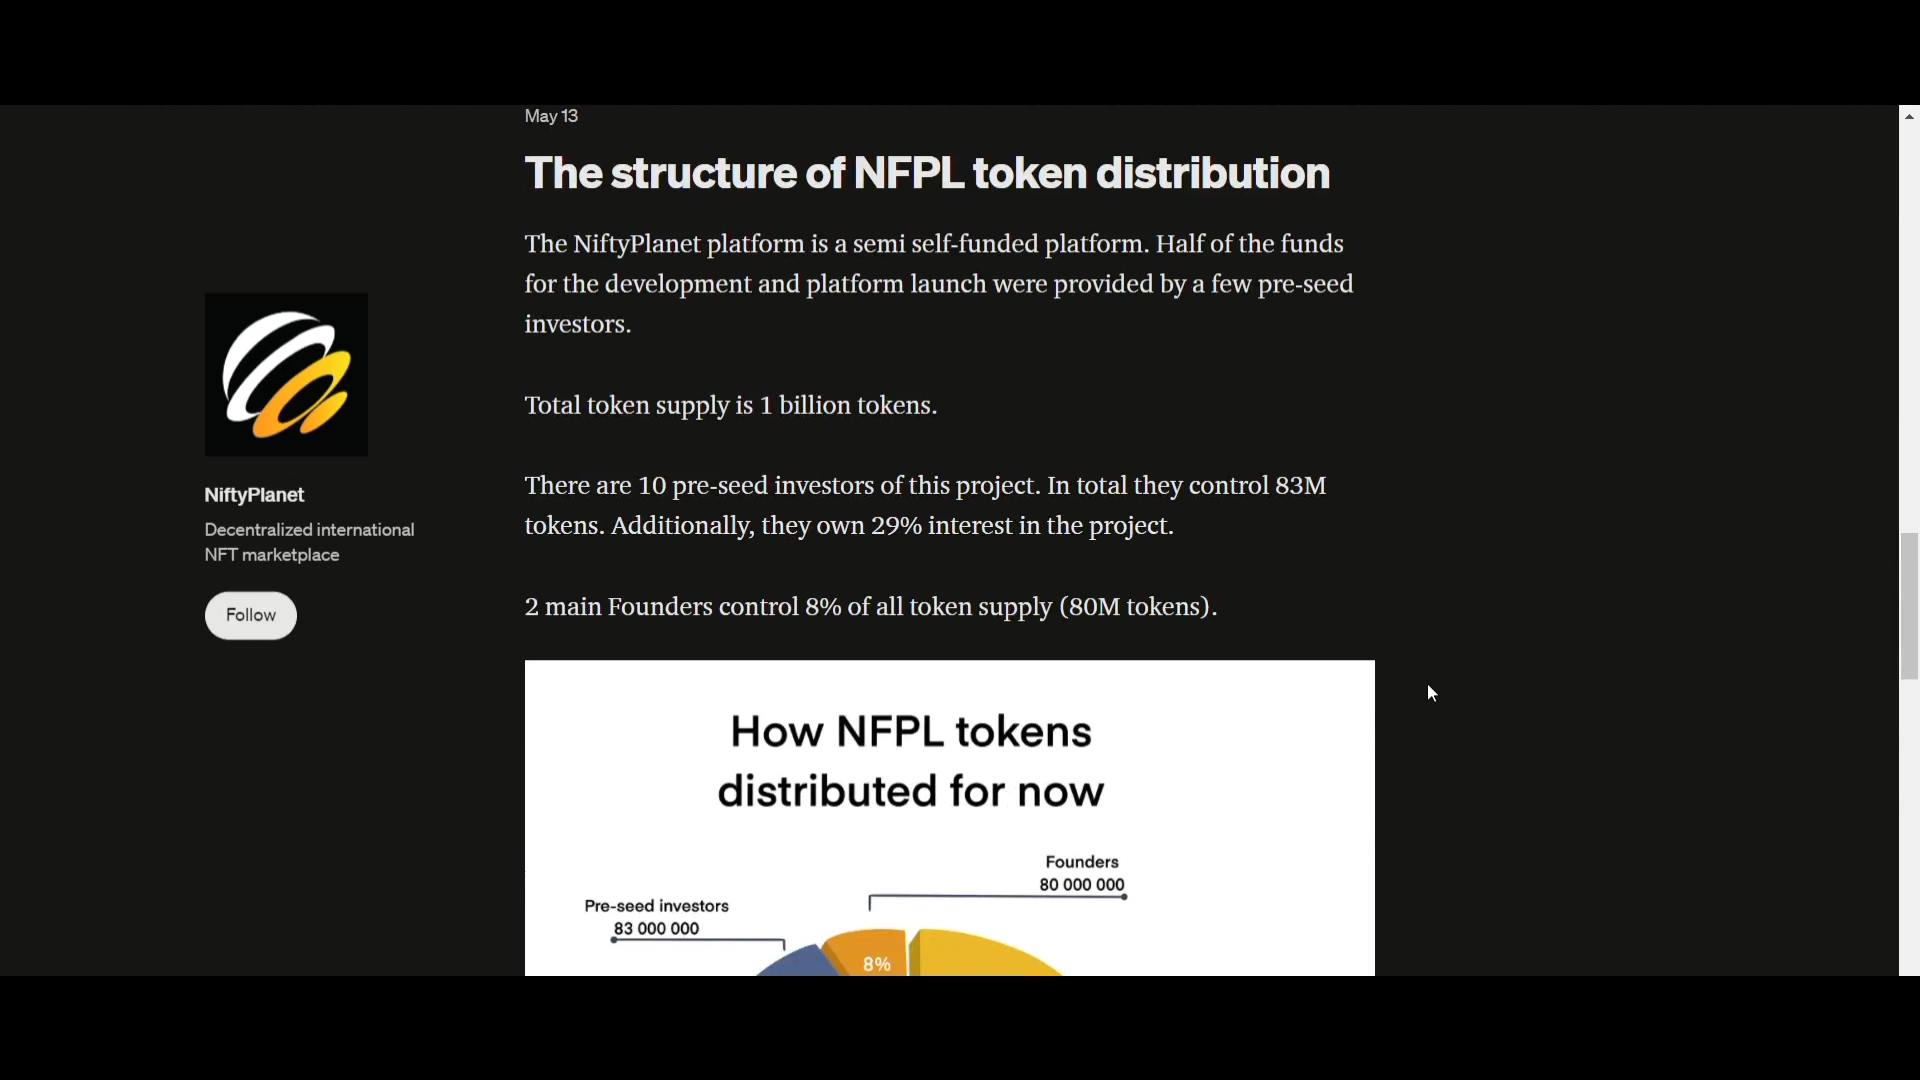 May 13
The structure of NFPL token distribution
The NiftyPlanet platform is a semi self-funded platform. Half of the funds
for the development and platform launch were provided by a few pre-seed
investors.
Total token supply is 1 billion tokens.
There are 10 pre-seed investors of this project. In total they control 83M
tokens. Additionally, they own 29% interest in the project.
2 main Founders control 8% of all token supply (80M tokens).
NiftyPlanet
Decentralized international
NFT marketplace
Follow
How NFPL tokens
distributed for now
Founders
80 000 000
Pre-seed investors
83 000 000
8%